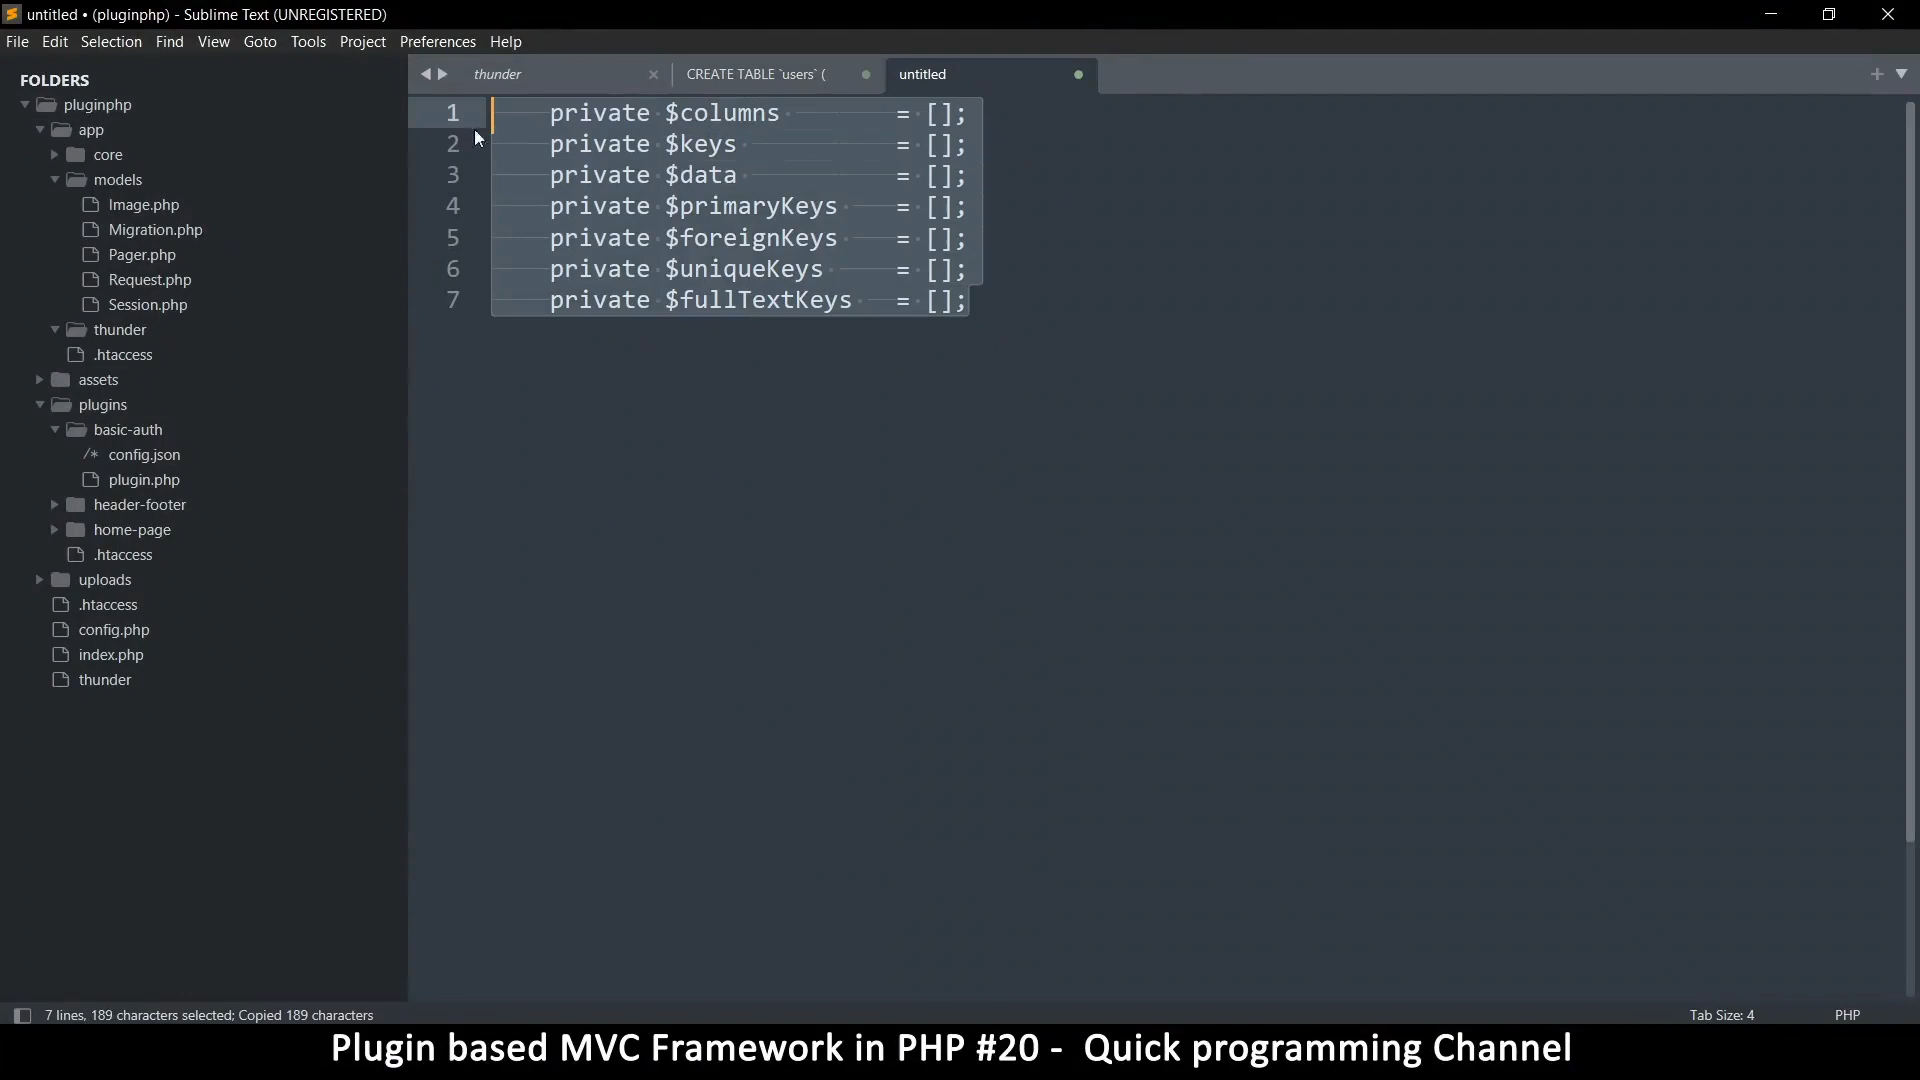 untitled • (pluginphp) - Sublime Text (UNREGISTERED)
File Edit Selection Find View Goto Tools Project Preferences Help
FOLDERS
pluginphp
app
core
models
Image.php
Migration.php
Pager.php
Request.php
Session.php
thunder
.htaccess
assets
plugins
basic-auth
/* config.json
plugin.php
header-footer
home-page
.htaccess
uploads
.htaccess
config.php
index.php
thunder
thunder CREATE TABLE `users` ( untitled
1 private $columns = [];
2 private $keys = [];
3 private $data = [];
4 private $primaryKeys = [];
5 private $foreignKeys = [];
6 private $uniqueKeys = [];
7 private $fullTextKeys = [];
7 lines, 189 characters selected; Copied 189 characters Tab Size: 4 PHP
Plugin based MVC Framework in PHP #20 - Quick programming Channel